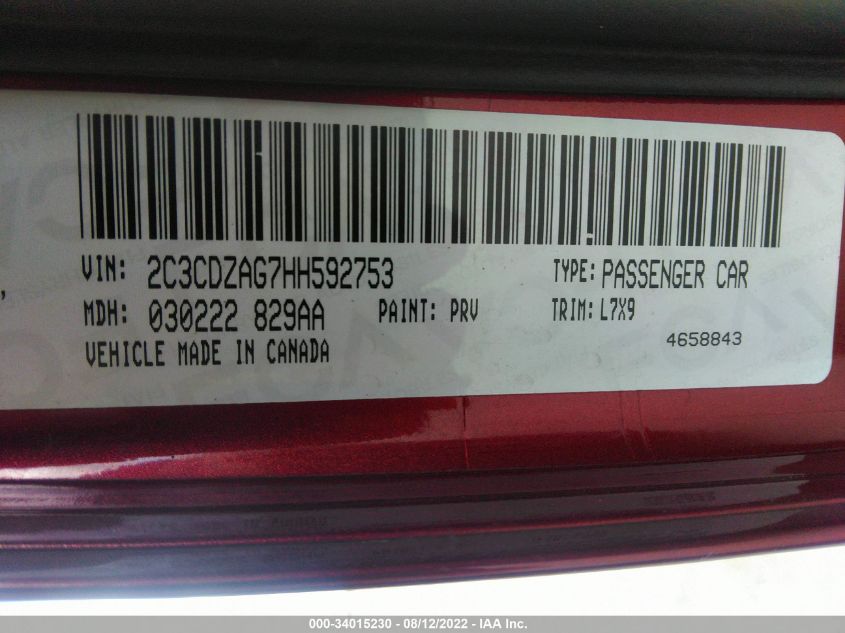 VIN: 2C3CDZAG7HH592753 TYPE: PASSENGER CAR
MDH: 030222 829AA PAINT: PRV TRIM: L7X9
VEHICLE MADE IN CANADA 4658843
000-34015230 - 08/12/2022 - IAA Inc.